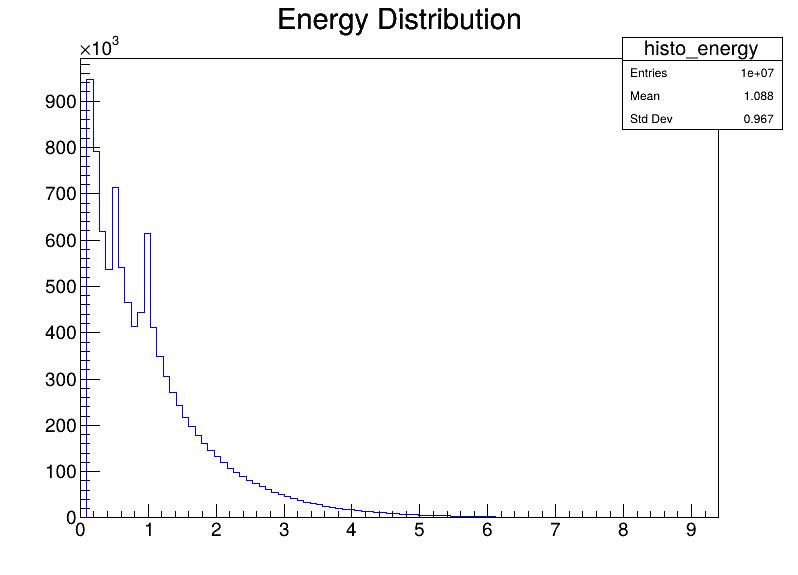 Energy Distribution
×10³
histo_energy
Entries 1e+07
Mean 1.088
Std Dev 0.967
900
800
700
600
500
400
300
200
100
0
0 1 2 3 4 5 6 7 8 9